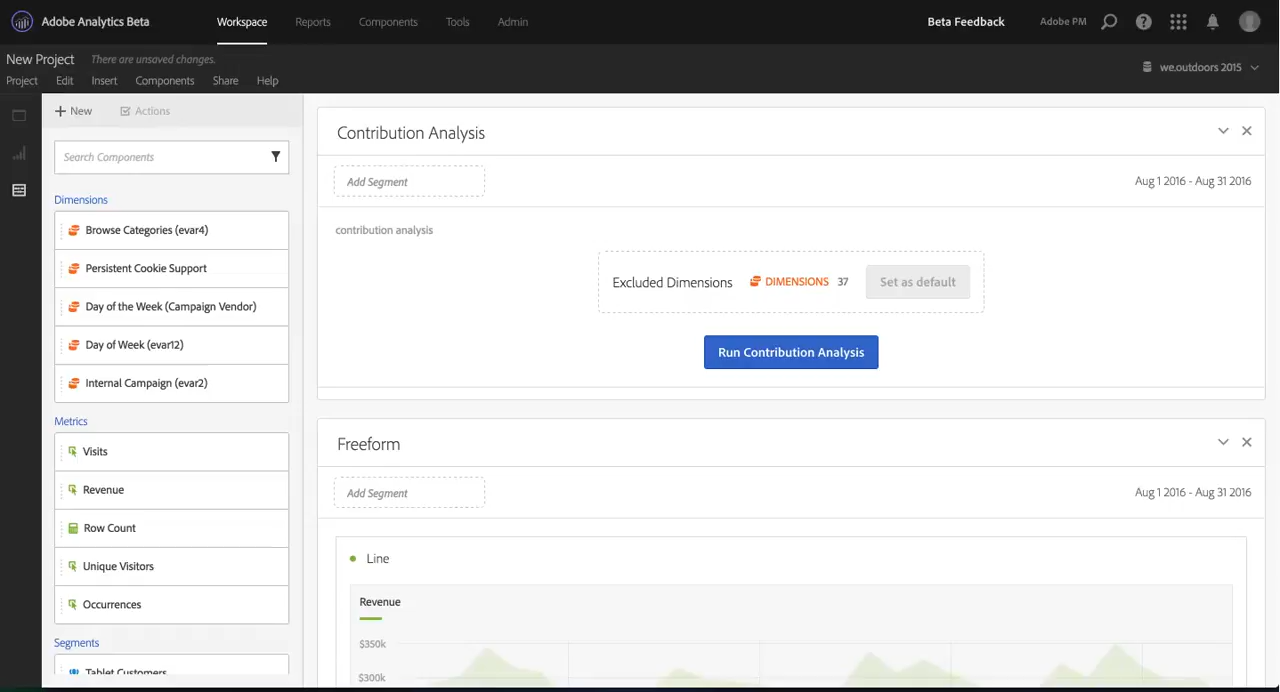 Adobe Analytics Beta
Workspace Reports Components Tools Admin
Beta Feedback Adobe PM
New Project There are unsaved changes.
Project Edit Insert Components Share Help
we.outdoors 2015
New Actions
Search Components
Dimensions
Browse Categories (evar4)
Persistent Cookie Support
Day of the Week (Campaign Vendor)
Day of Week (evar12)
Internal Campaign (evar2)
Metrics
Visits
Revenue
Row Count
Unique Visitors
Occurrences
Segments
Tablet Customers
Contribution Analysis
Add Segment
Aug 1 2016 - Aug 31 2016
contribution analysis
Excluded Dimensions DIMENSIONS 37 Set as default
Run Contribution Analysis
Freeform
Add Segment
Aug 1 2016 - Aug 31 2016
Line
Revenue
$350k
$300k